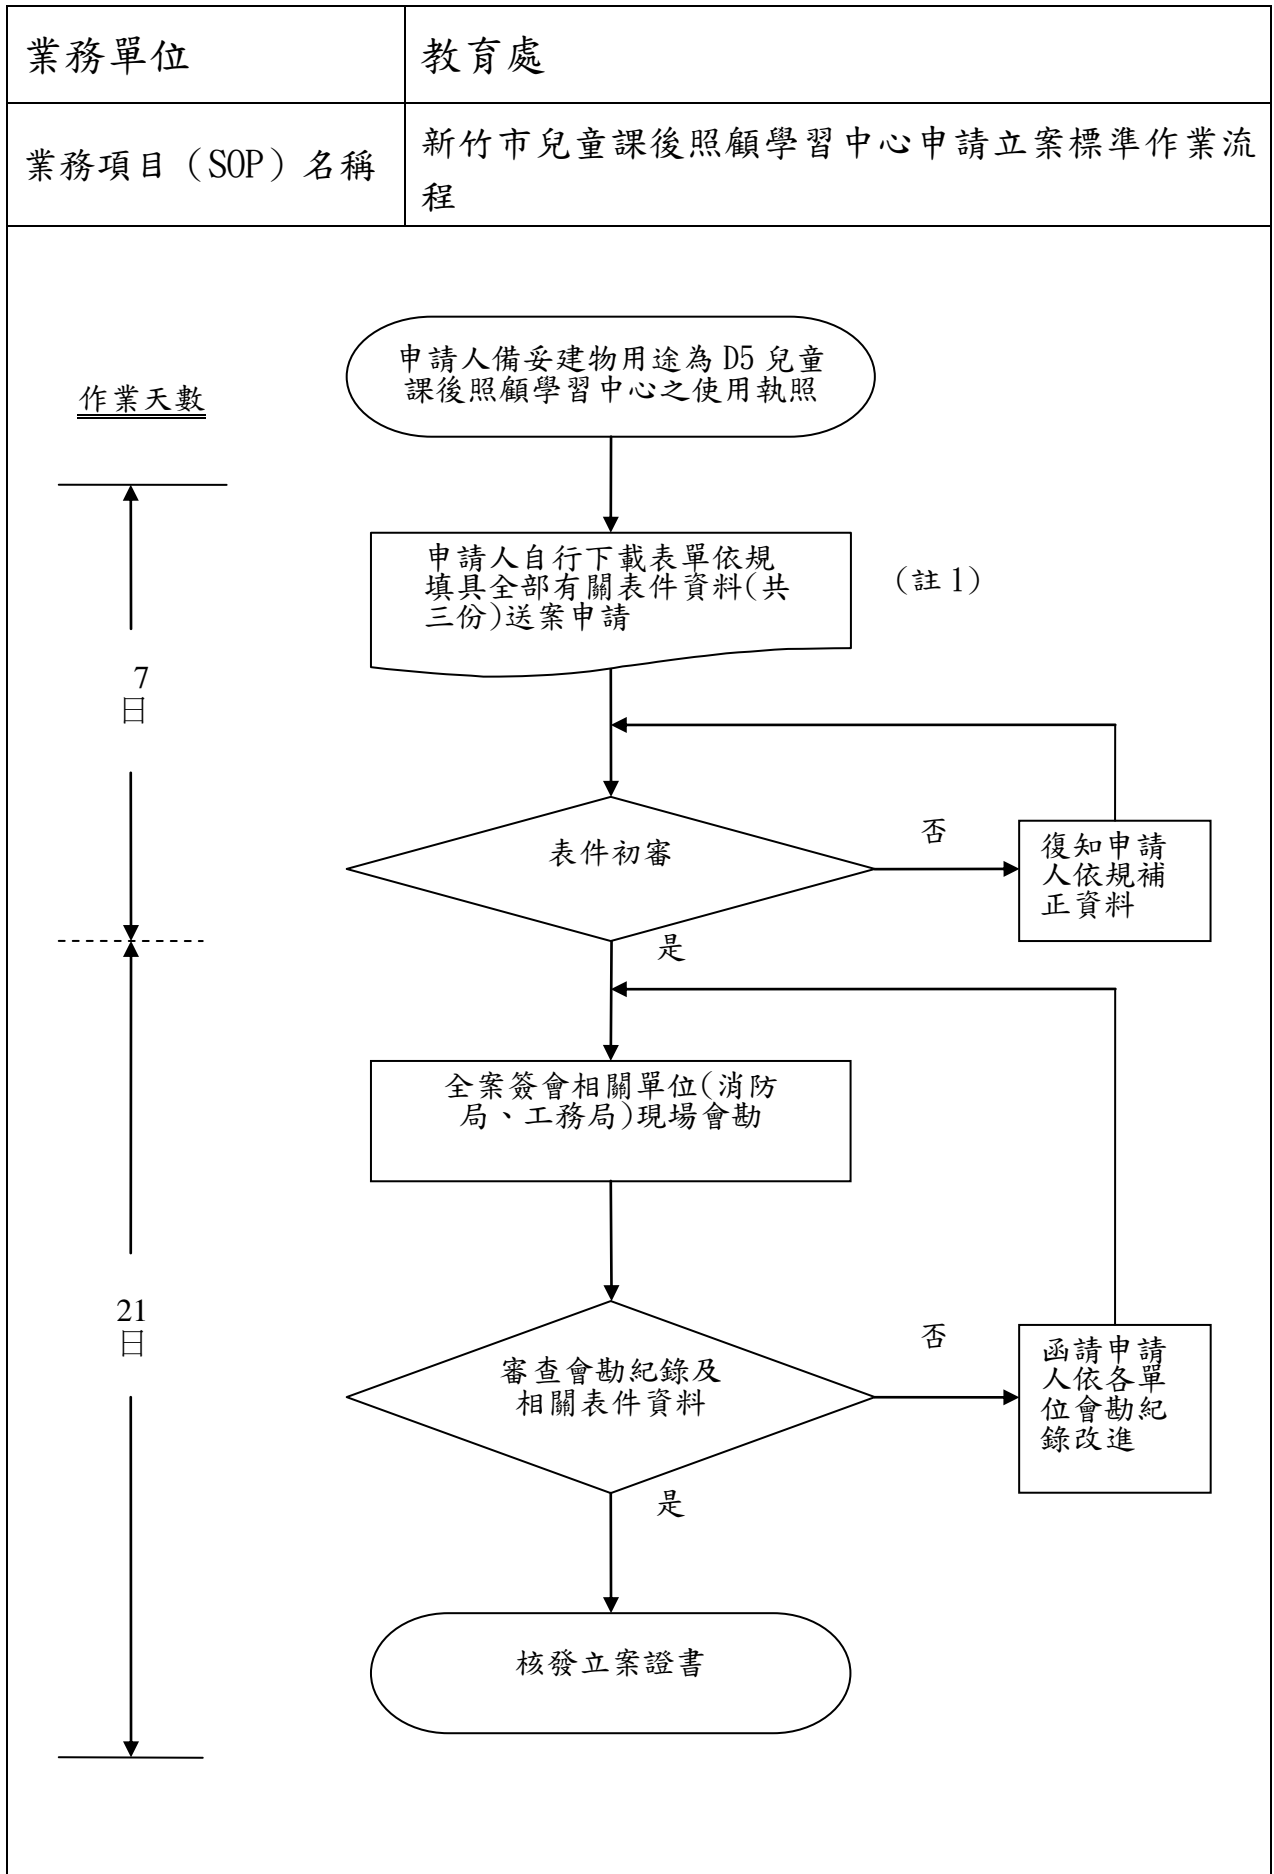 業務單位
教育處
業務項目（SOP）名稱
新竹市兒童課後照顧學習中心申請立案標準作業流
程
申請人備妥建物用途為 D5 兒童
課後照顧學習中心之使用執照
作業天數
申請人自行下載表單依規
填具全部有關表件資料(共
三份)送案申請
(註 1)
7
日
表件初審
否
復知申請
人依規補
正資料
是
全案簽會相關單位(消防
局、工務局)現場會勘
21
日
審查會勘紀錄及
相關表件資料
否
函請申請
人依各單
位會勘紀
錄改進
是
核發立案證書